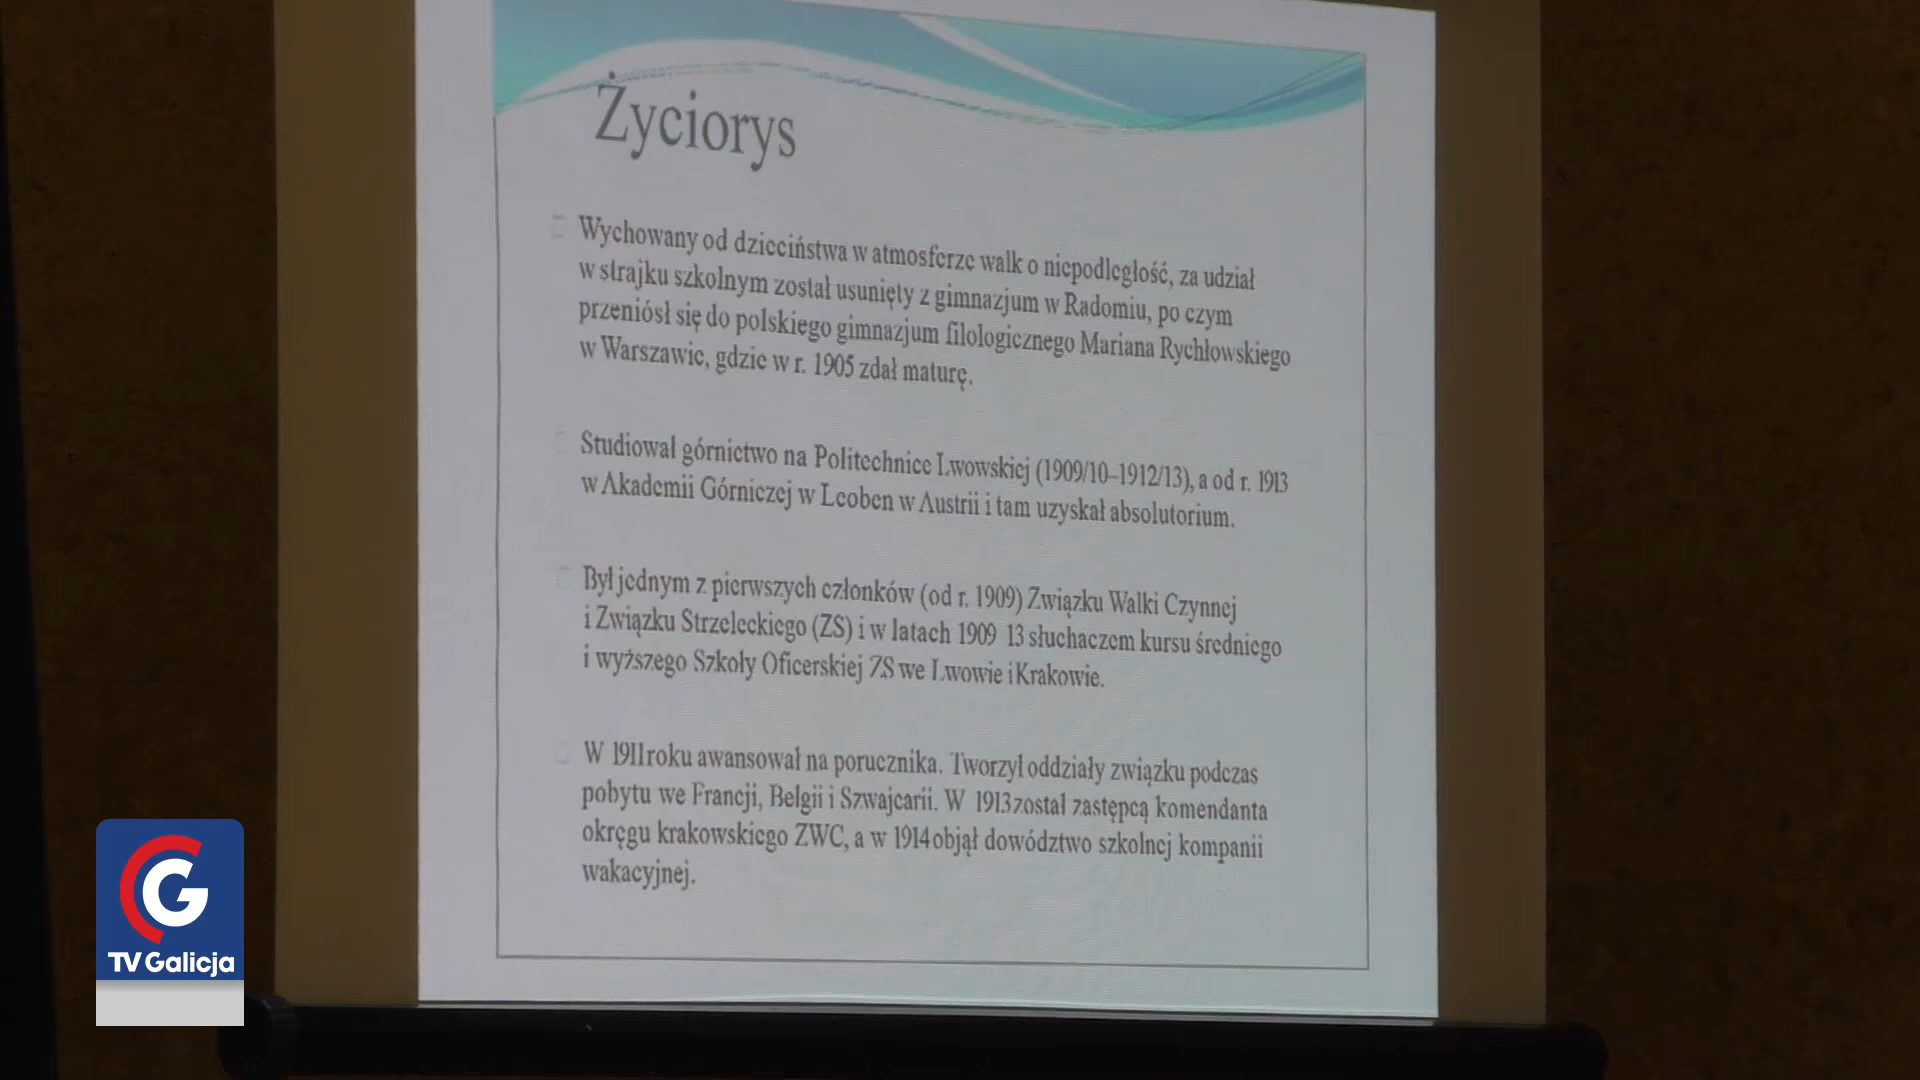 Życiorys
Wychowany od dzieciństwa w atmosferze walk o niepodległość, za udział
w strajku szkolnym został usunięty z gimnazjum w Radomiu, po czym
przeniósł się do polskiego gimnazjum filologicznego Mariana Rychłowskiego
w Warszawie, gdzie w r. 1905 zdał maturę.
Studiował górnictwo na Politechnice Lwowskiej (1909/10–1912/13), a od r. 1913
w Akademii Górniczej w Leoben w Austrii i tam uzyskał absolutorium.
Był jednym z pierwszych członków (od r. 1909) Związku Walki Czynnej
i Związku Strzeleckiego (ZS) i w latach 1909 13 słuchaczem kursu średniego
i wyższego Szkoły Oficerskiej ZS we Lwowie i Krakowie.
W 1911 roku awansował na porucznika. Tworzył oddziały związku podczas
pobytu we Francji, Belgii i Szwajcarii. W 1913 został zastępcą komendanta
okręgu krakowskiego ZWC, a w 1914 objął dowództwo szkolnej kompanii
wakacyjnej.
TV Galicja